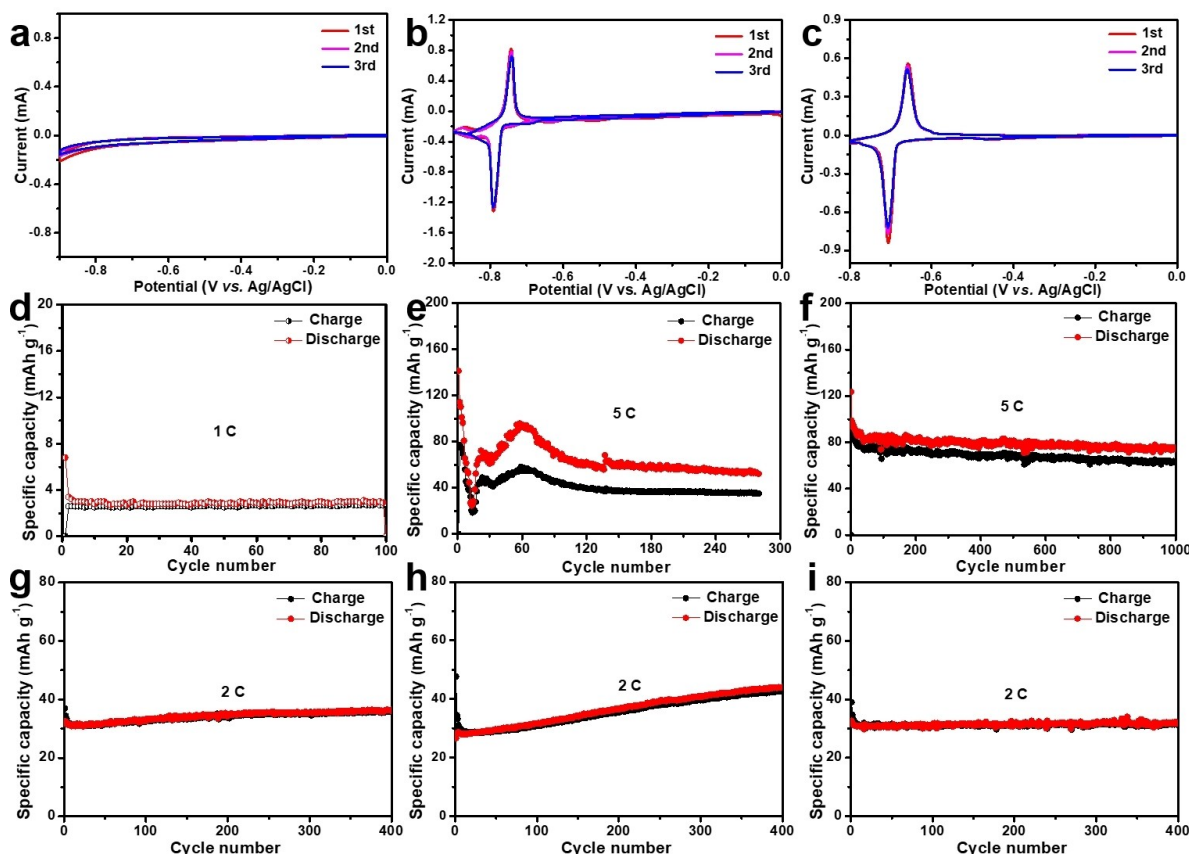 a
1st
2nd
3rd
0.8
0.4
0.0
-0.4
-0.8
Current (mA)
-0.8 -0.6 -0.4 -0.2 0.0
Potential (V vs. Ag/AgCl)
b
1st
2nd
3rd
1.2
0.8
0.4
0.0
-0.4
-0.8
-1.2
-1.6
-2.0
Current (mA)
-0.8 -0.6 -0.4 -0.2 0.0
Potential (V vs. Ag/AgCl)
c
1st
2nd
3rd
0.9
0.6
0.3
0.0
-0.3
-0.6
-0.9
Current (mA)
-0.8 -0.6 -0.4 -0.2 0.0
Potential (V vs. Ag/AgCl)
d
Charge
Discharge
1 C
20
16
12
8
4
0
Specific capacity (mAh g⁻¹)
0 20 40 60 80 100
Cycle number
e
Charge
Discharge
5 C
200
160
120
80
40
0
Specific capacity (mAh g⁻¹)
0 60 120 180 240 300
Cycle number
f
Charge
Discharge
5 C
200
160
120
80
40
0
Specific capacity (mAh g⁻¹)
0 200 400 600 800 1000
Cycle number
g
Charge
Discharge
2 C
80
60
40
20
0
Specific capacity (mAh g⁻¹)
0 100 200 300 400
Cycle number
h
Charge
Discharge
2 C
80
60
40
20
0
Specific capacity (mAh g⁻¹)
0 100 200 300 400
Cycle number
i
Charge
Discharge
2 C
80
60
40
20
0
Specific capacity (mAh g⁻¹)
0 100 200 300 400
Cycle number